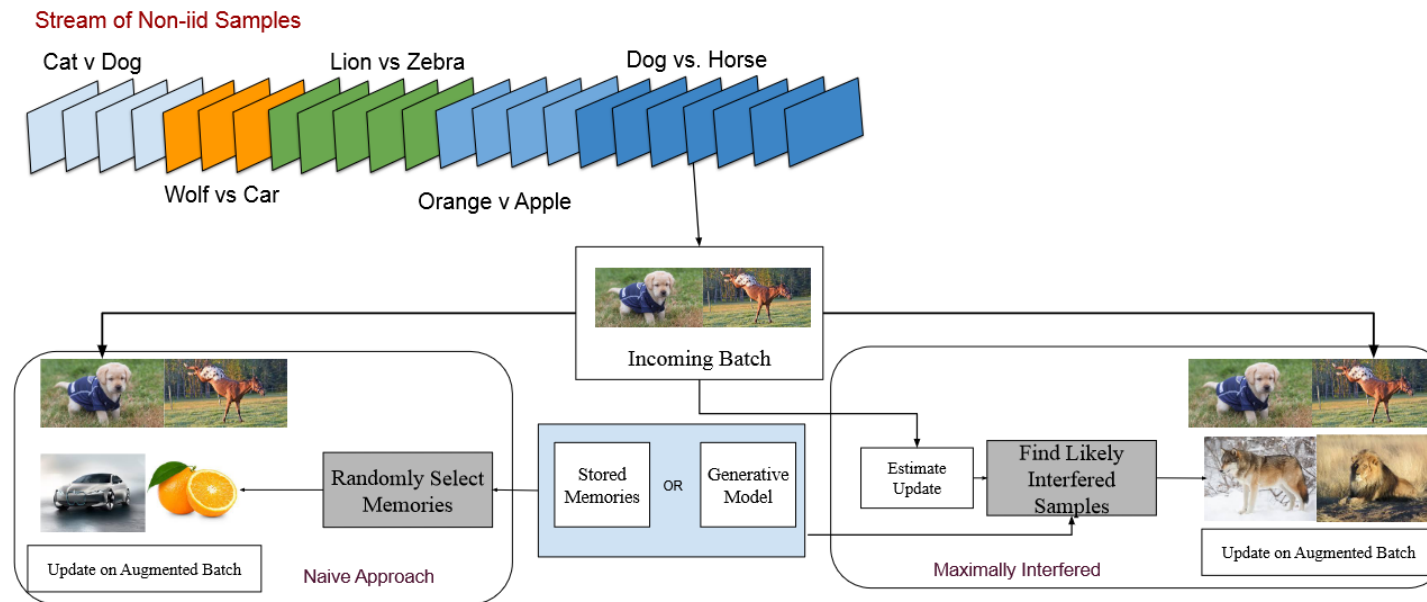 Stream of Non-iid Samples
Cat v Dog
Lion vs Zebra
Dog vs. Horse
Wolf vs Car
Orange v Apple
Incoming Batch
Randomly Select
Memories
Stored
Memories
OR
Generative
Model
Estimate
Update
Find Likely
Interfered
Samples
Update on Augmented Batch
Naive Approach
Maximally Interfered
Update on Augmented Batch